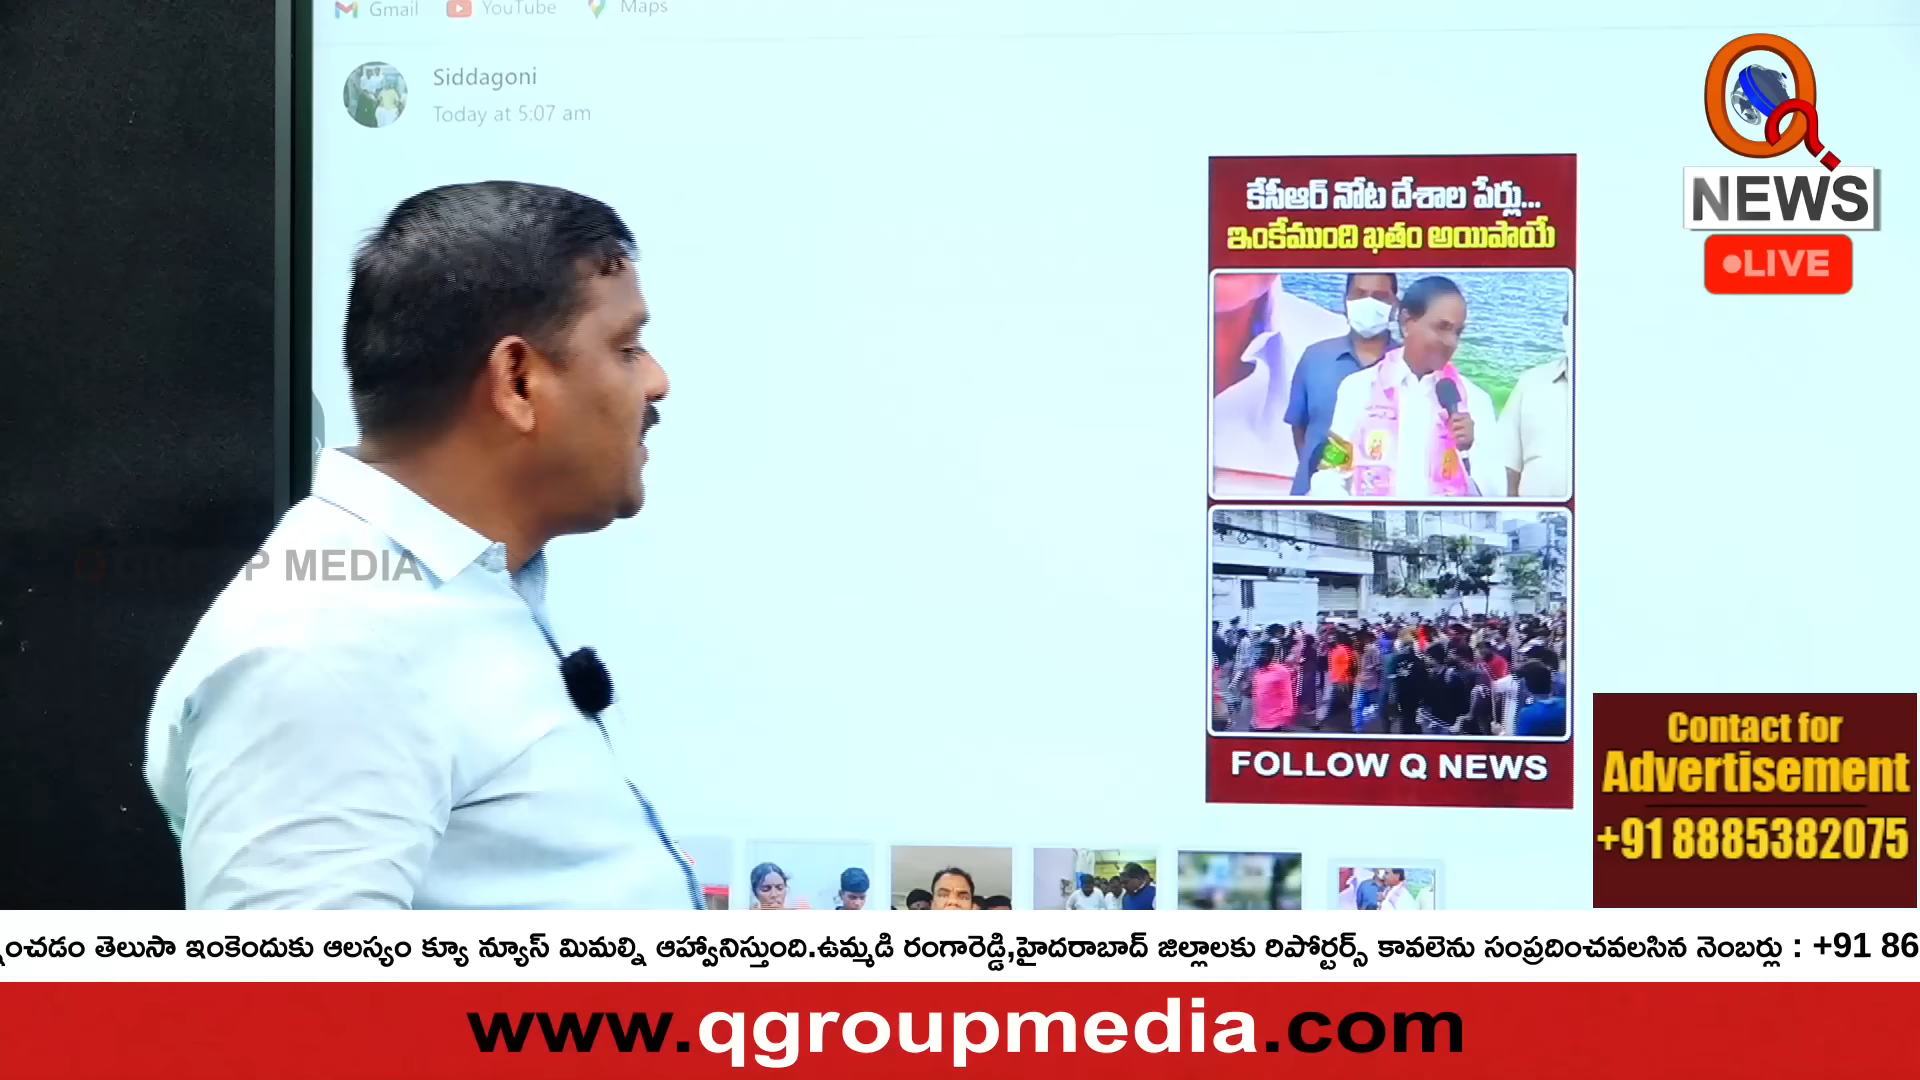 Gmail YouTube Maps
Siddagoni
Today at 5:07 am
Q
NEWS
LIVE
కేసీఆర్ నోట దేశాల పేర్లు...
ఇంకేముంది ఖతం అయిపాయే
FOLLOW Q NEWS
Q GROUP MEDIA
Contact for
Advertisement
+91 8885382075
ంచడం తెలుసా ఇంకెందుకు ఆలస్యం క్యూ న్యూస్ మిమల్ని ఆహ్వానిస్తుంది.ఉమ్మడి రంగారెడ్డి,హైదరాబాద్ జిల్లాలకు రిపోర్టర్స్ కావలెను సంప్రదించవలసిన నెంబర్లు : +91 86
www.qgroupmedia.com